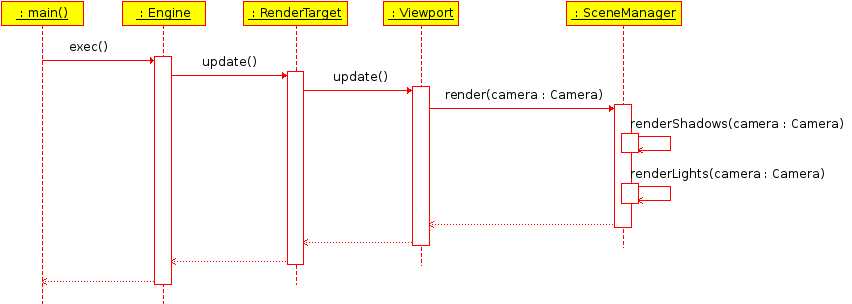 : main()
: Engine
: RenderTarget
: Viewport
: SceneManager
exec()
update()
update()
render(camera : Camera)
renderShadows(camera : Camera)
renderLights(camera : Camera)